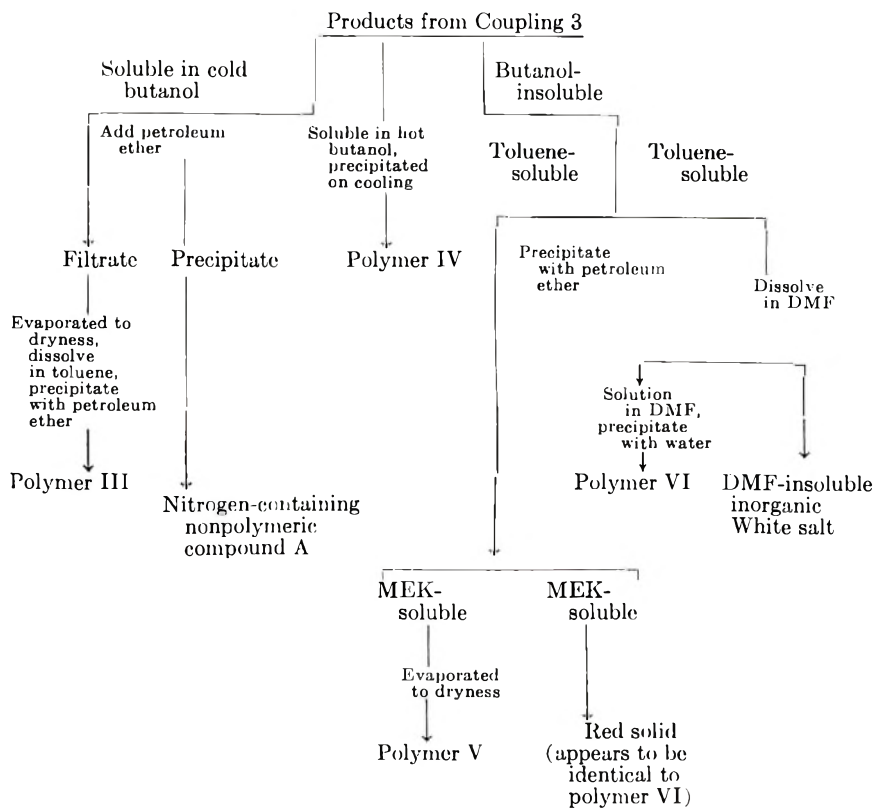 Products from Coupling 3
Soluble in cold
butanol
Butanol-
insoluble
Add petroleum
ether
Soluble in hot
butanol,
precipitated
on cooling
Toluene-
soluble
Toluene-
soluble
Filtrate
Precipitate
Polymer IV
Precipitate
with petroleum
ether
Dissolve
in DMF
Evaporated to
dryness,
dissolve
in toluene,
precipitate
with petroleum
ether
Solution
in DMF,
precipitate
with water
Polymer III
Nitrogen-containing
nonpolymeric
compound A
Polymer VI
DMF-insoluble
inorganic
White salt
MEK-
soluble
MEK-
soluble
Evaporated
to dryness
Polymer V
Red solid
(appears to be
identical to
polymer VI)